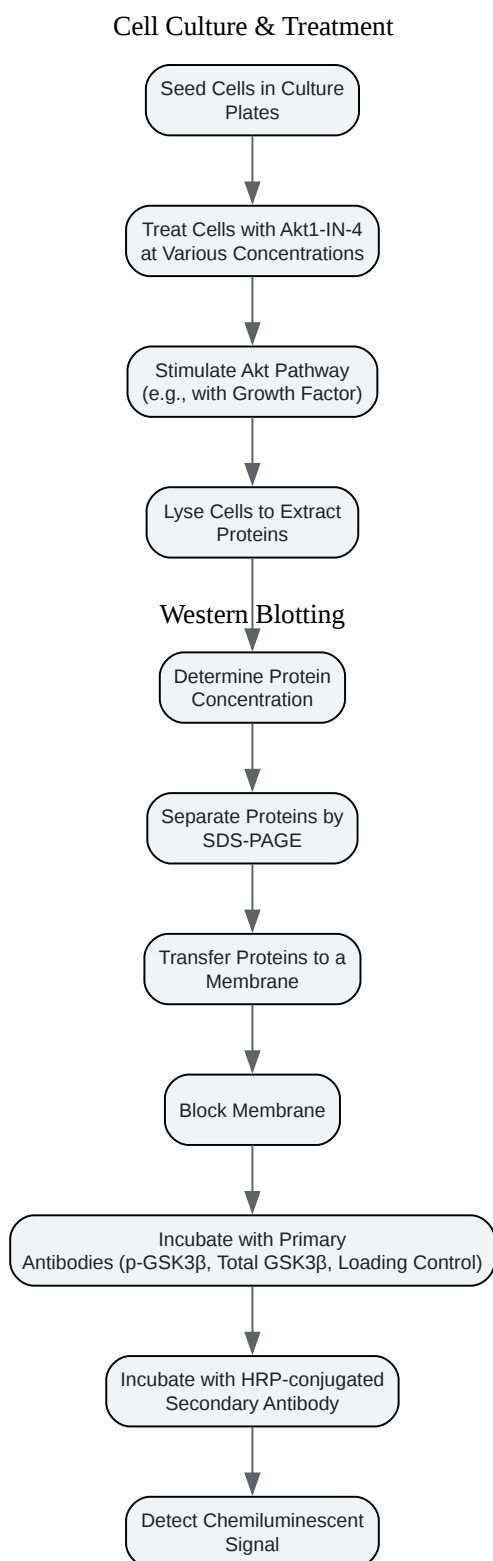 Cell Culture & Treatment
Seed Cells in Culture
Plates
Treat Cells with Akt1-IN-4
at Various Concentrations
Stimulate Akt Pathway
(e.g., with Growth Factor)
Lyse Cells to Extract
Proteins
Western Blotting
Determine Protein
Concentration
Separate Proteins by
SDS-PAGE
Transfer Proteins to a
Membrane
Block Membrane
Incubate with Primary
Antibodies (p-GSK3β, Total GSK3β, Loading Control)
Incubate with HRP-conjugated
Secondary Antibody
Detect Chemiluminescent
Signal